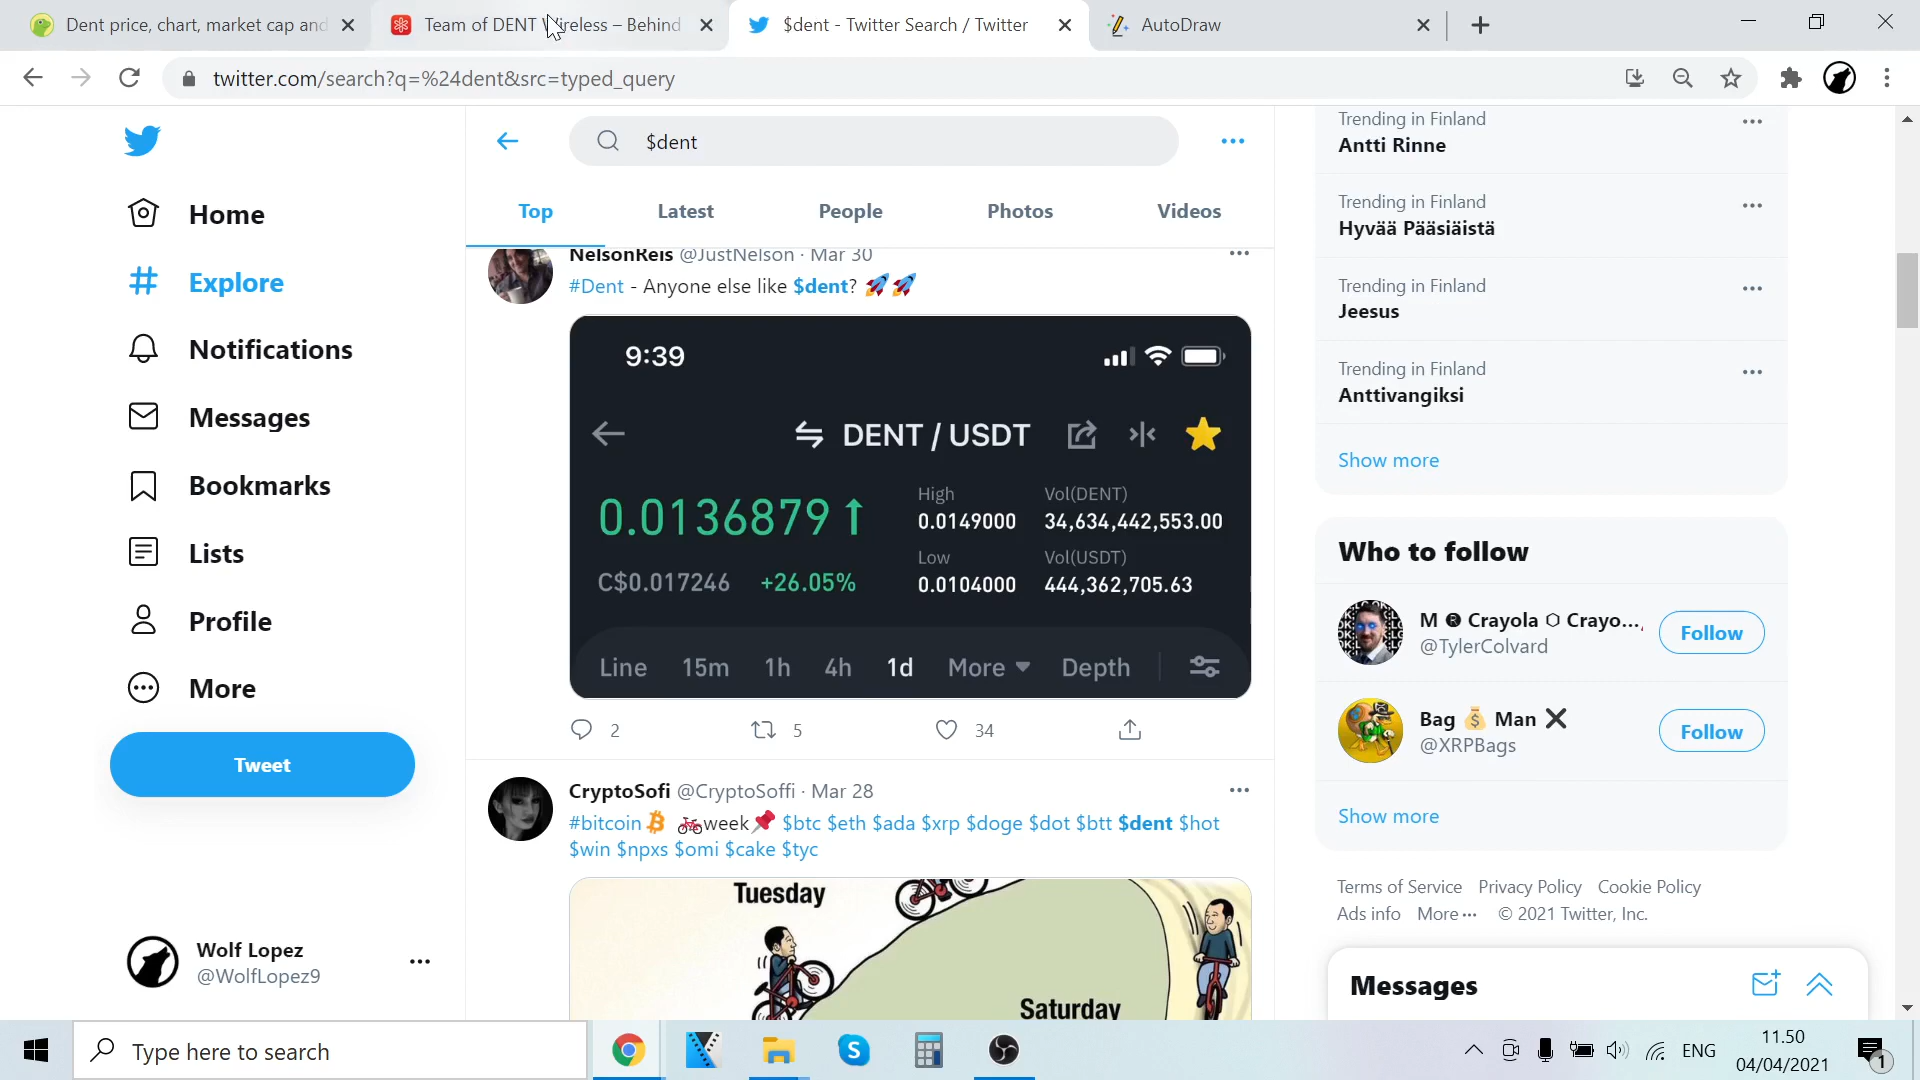 Dent price, chart, market cap and
Team of DENT Wireless – Behind
$dent - Twitter Search / Twitter
AutoDraw
twitter.com/search?q=%24dent&src=typed_query
Home
Explore
Notifications
Messages
Bookmarks
Lists
Profile
More
Tweet
Wolf Lopez
@WolfLopez9
$dent
Top
Latest
People
Photos
Videos
NelsonReis @JustNelson · Mar 30
#Dent - Anyone else like $dent? 🚀🚀
9:39
DENT / USDT
0.0136879
C$0.017246 +26.05%
High
0.0149000
Low
0.0104000
Vol(DENT)
34,634,442,553.00
Vol(USDT)
444,362,705.63
Line 15m 1h 4h 1d More Depth
2 5 34
CryptoSofi @CryptoSoffi · Mar 28
#bitcoin 🚲week📌 $btc $eth $ada $xrp $doge $dot $btt $dent $hot
$win $npxs $omi $cake $tyc
Tuesday
Saturday
Trending in Finland
Antti Rinne
Trending in Finland
Hyvää Pääsiäistä
Trending in Finland
Jeesus
Trending in Finland
Anttivangiksi
Show more
Who to follow
M 🅡 Crayola ⬡ Crayo...
@TylerColvard
Follow
Bag 💰 Man ❌
@XRPBags
Follow
Show more
Terms of Service Privacy Policy Cookie Policy
Ads info More ··· © 2021 Twitter, Inc.
Messages
Type here to search
ENG
11.50
04/04/2021
1